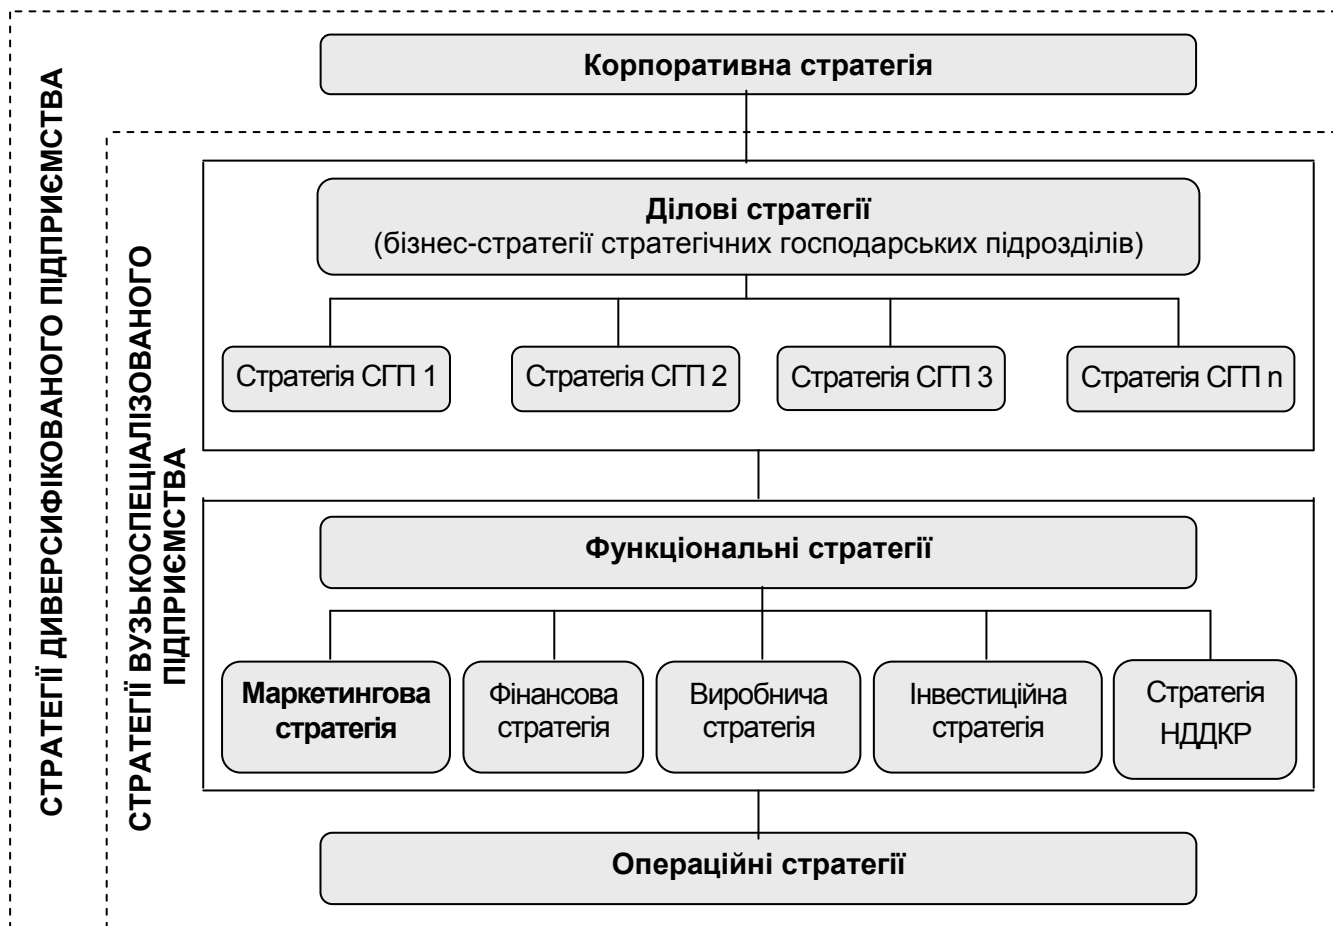 СТРАТЕГІЇ ДИВЕРСИФІКОВАНОГО ПІДПРИЄМСТВА
СТРАТЕГІЇ ВУЗЬКОСПЕЦІАЛІЗОВАНОГО
ПІДПРИЄМСТВА
Корпоративна стратегія
Ділові стратегії
(бізнес-стратегії стратегічних господарських підрозділів)
Стратегія СГП 1
Стратегія СГП 2
Стратегія СГП 3
Стратегія СГП n
Функціональні стратегії
Маркетингова
стратегія
Фінансова
стратегія
Виробнича
стратегія
Інвестиційна
стратегія
Стратегія
НДДКР
Операційні стратегії